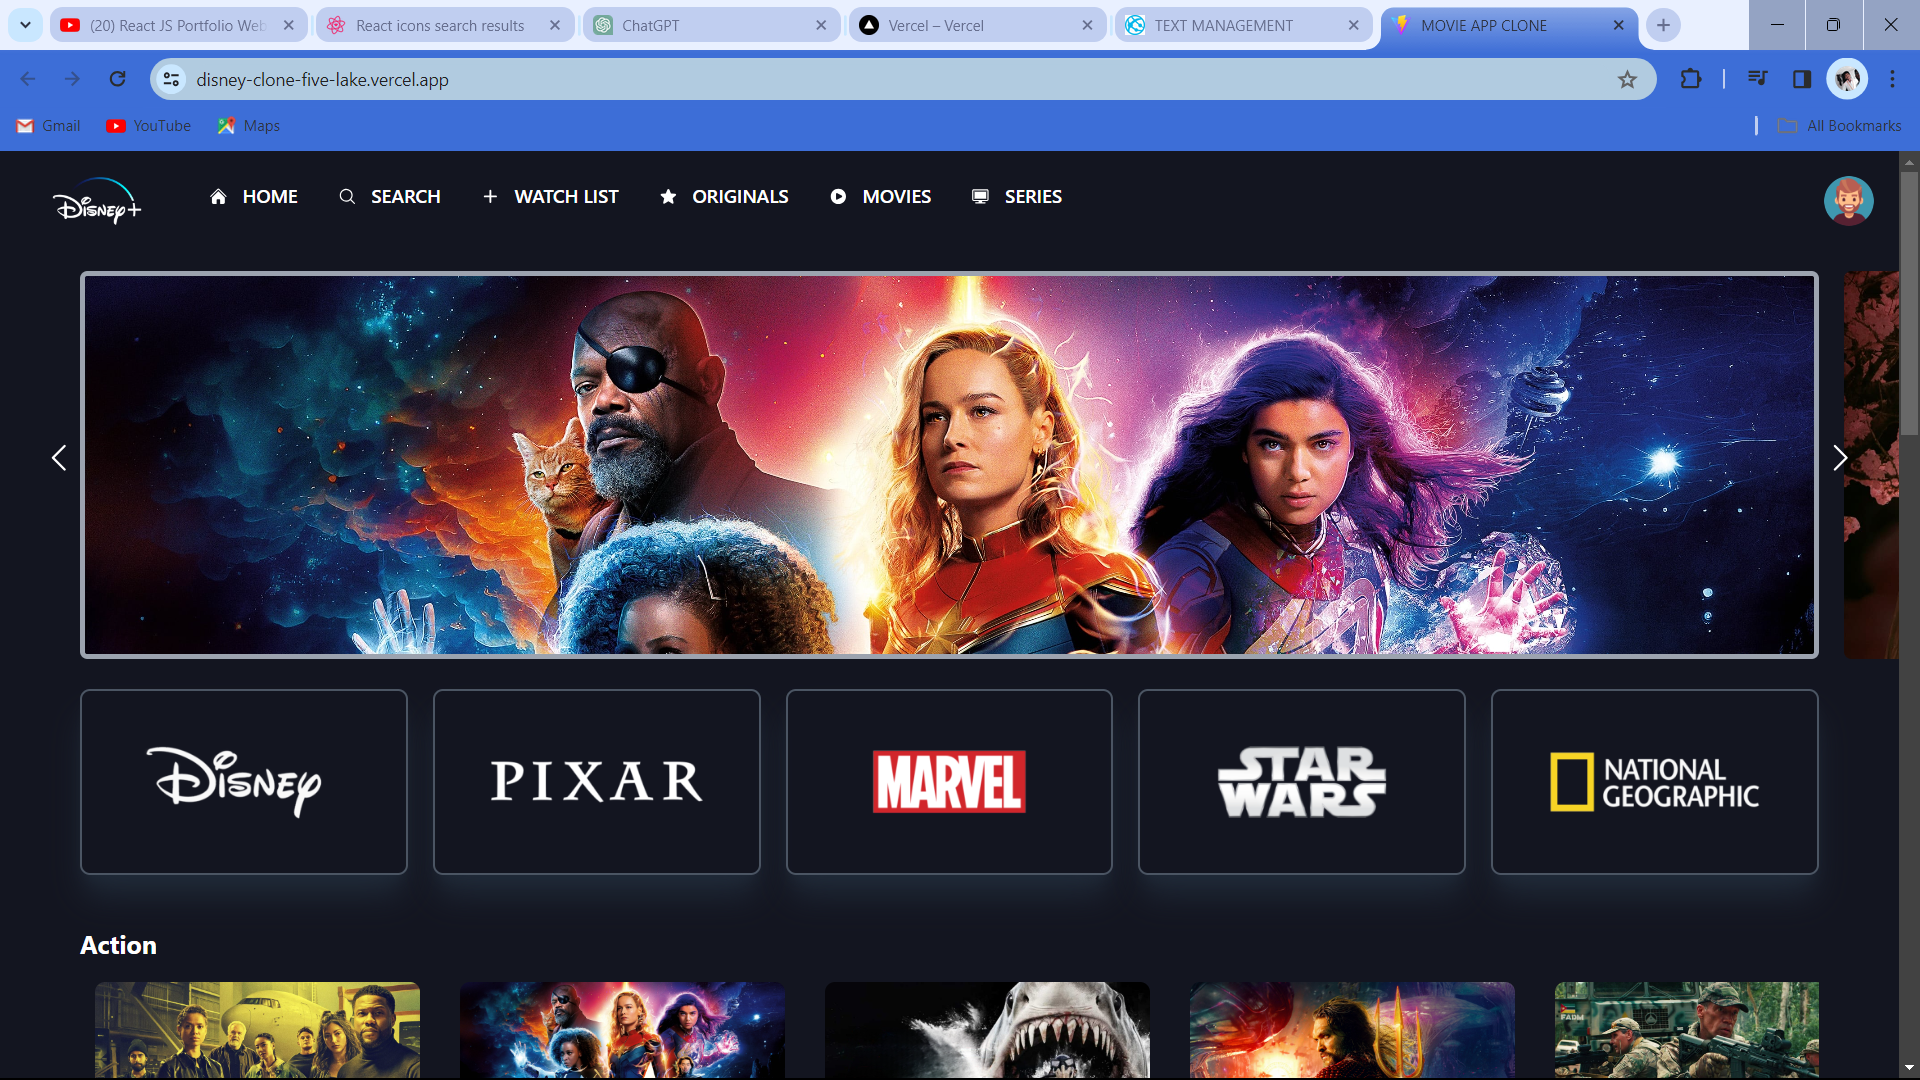 (20) React JS Portfolio Web
React icons search results
ChatGPT
Vercel – Vercel
TEXT MANAGEMENT
MOVIE APP CLONE
disney-clone-five-lake.vercel.app
Gmail
YouTube
Maps
All Bookmarks
Disney+
HOME
SEARCH
WATCH LIST
ORIGINALS
MOVIES
SERIES
Disney
PIXAR
MARVEL
STAR
WARS
NATIONAL
GEOGRAPHIC
Action